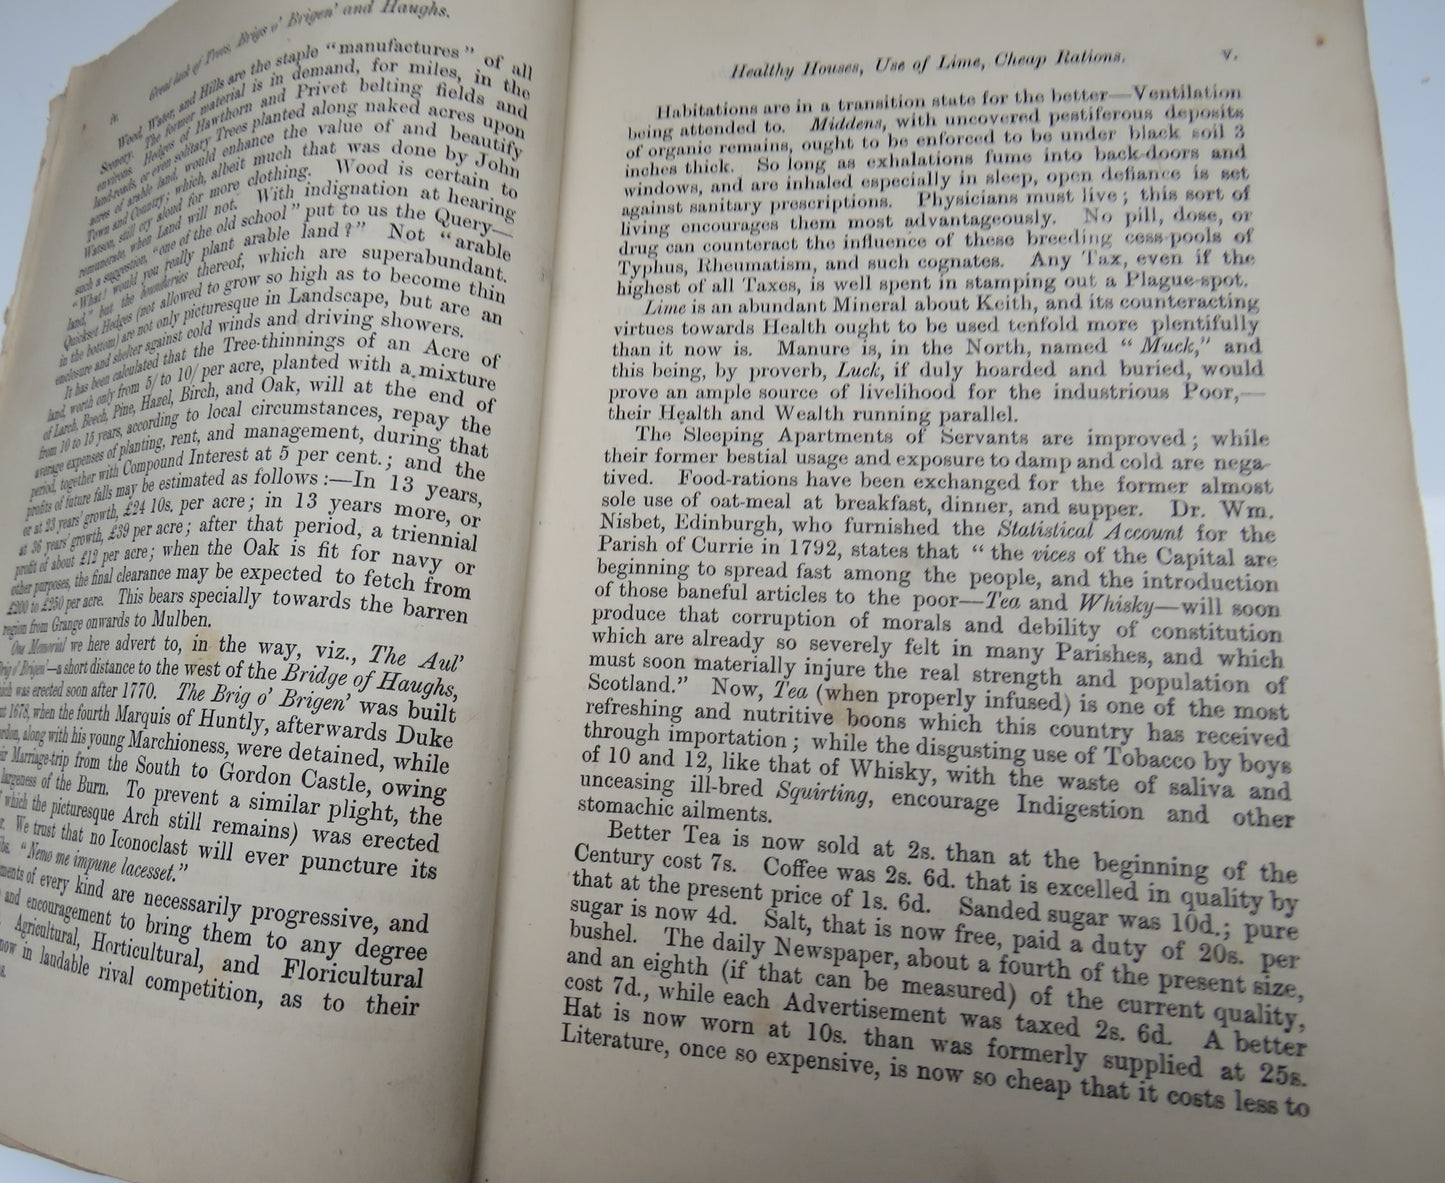 iv. Great lack of Trees, Brigs o' Brigen' and Haughs.
Wood, Water, and Hills are the staple "manufactures" of all
Scenery. The former material is in demand, for miles, in the
environs. Hedges of Hawthorn and Privet belting fields and
land-roads, or even solitary Trees planted along naked acres upon
acres of arable land, would enhance the value of and beautify
Town and Country; which, albeit much that was done by John
Watson, still cry aloud for more clothing. Wood is certain to
remunerate, when Land will not. With indignation at hearing
such a suggestion, "one of the old school" put to us the Query—
"What! would you really plant arable land?" Not "arable
land," but the boundaries thereof, which are superabundant.
Quickset Hedges (not allowed to grow so high as to become thin
in the bottom) are not only picturesque in Landscape, but are an
enclosure and shelter against cold winds and driving showers.
It has been calculated that the Tree-thinnings of an Acre of
land, worth only from 5/ to 10/ per acre, planted with a mixture
of Larch, Beech, Pine, Hazel, Birch, and Oak, will at the end of
from 10 to 15 years, according to local circumstances, repay the
average expenses of planting, rent, and management, during that
period, together with Compound Interest at 5 per cent.; and the
profits of future falls may be estimated as follows:—In 13 years,
or at 23 years' growth, £24 10s. per acre; in 13 years more, or
at 36 years' growth, £39 per acre; after that period, a triennial
profit of about £12 per acre; when the Oak is fit for navy or
other purposes, the final clearance may be expected to fetch from
£200 to £250 per acre. This bears specially towards the barren
region from Grange onwards to Mulben.
One Memorial we here advert to, in the way, viz., The Aul'
Brig o' Brigen'—a short distance to the west of the Bridge of Haughs,
was erected soon after 1770. The Brig o' Brigen' was built
1678, when the fourth Marquis of Huntly, afterwards Duke
along with his young Marchioness, were detained, while
Marriage-trip from the South to Gordon Castle, owing
largeness of the Burn. To prevent a similar plight, the
which the picturesque Arch still remains) was erected
We trust that no Iconoclast will ever puncture its
"Nemo me impune lacesset."
of every kind are necessarily progressive, and
and encouragement to bring them to any degree
Agricultural, Horticultural, and Floricultural
now in laudable rival competition, as to their
Healthy Houses, Use of Lime, Cheap Rations. v.
Habitations are in a transition state for the better—Ventilation
being attended to. Middens, with uncovered pestiferous deposits
of organic remains, ought to be enforced to be under black soil 3
inches thick. So long as exhalations fume into back-doors and
windows, and are inhaled especially in sleep, open defiance is set
against sanitary prescriptions. Physicians must live; this sort of
living encourages them most advantageously. No pill, dose, or
drug can counteract the influence of these breeding cess-pools of
Typhus, Rheumatism, and such cognates. Any Tax, even if the
highest of all Taxes, is well spent in stamping out a Plague-spot.
Lime is an abundant Mineral about Keith, and its counteracting
virtues towards Health ought to be used tenfold more plentifully
than it now is. Manure is, in the North, named "Muck," and
this being, by proverb, Luck, if duly hoarded and buried, would
prove an ample source of livelihood for the industrious Poor,—
their Health and Wealth running parallel.
The Sleeping Apartments of Servants are improved; while
their former bestial usage and exposure to damp and cold are nega-
tived. Food-rations have been exchanged for the former almost
sole use of oat-meal at breakfast, dinner, and supper. Dr. Wm.
Nisbet, Edinburgh, who furnished the Statistical Account for the
Parish of Currie in 1792, states that "the vices of the Capital are
beginning to spread fast among the people, and the introduction
of those baneful articles to the poor—Tea and Whisky—will soon
produce that corruption of morals and debility of constitution
which are already so severely felt in many Parishes, and which
must soon materially injure the real strength and population of
Scotland." Now, Tea (when properly infused) is one of the most
refreshing and nutritive boons which this country has received
through importation; while the disgusting use of Tobacco by boys
of 10 and 12, like that of Whisky, with the waste of saliva and
unceasing ill-bred Squirting, encourage Indigestion and other
stomachic ailments.
Better Tea is now sold at 2s. than at the beginning of the
Century cost 7s. Coffee was 2s. 6d. that is excelled in quality by
that at the present price of 1s. 6d. Sanded sugar was 10d.; pure
sugar is now 4d. Salt, that is now free, paid a duty of 20s. per
bushel. The daily Newspaper, about a fourth of the present size,
and an eighth (if that can be measured) of the current quality,
cost 7d., while each Advertisement was taxed 2s. 6d. A better
Hat is now worn at 10s. than was formerly supplied at 25s.
Literature, once so expensive, is now so cheap that it costs less to